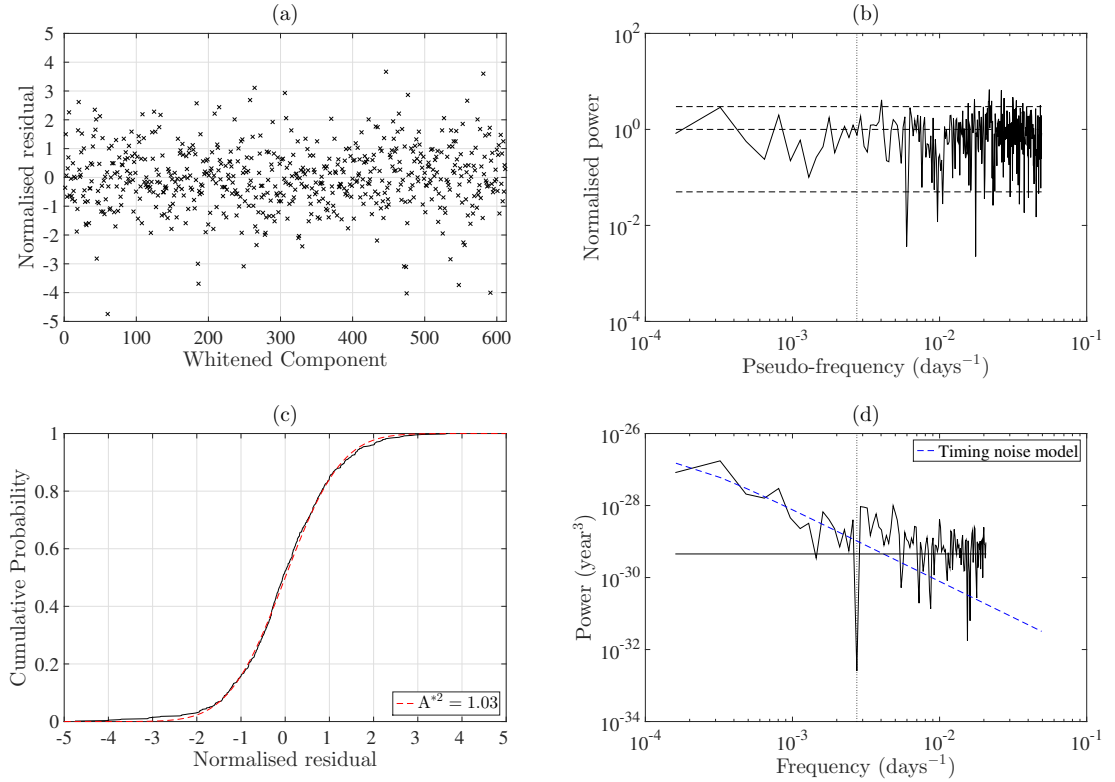 (a)
5
4
3
2
1
0
-1
-2
-3
-4
-5
0 100 200 300 400 500 600
Normalised residual
Whitened Component
(b)
10^2
10^0
10^-2
10^-4
10^-4 10^-3 10^-2 10^-1
Normalised power
Pseudo-frequency (days^-1)
(c)
1
0.8
0.6
0.4
0.2
0
-5 -4 -3 -2 -1 0 1 2 3 4 5
Cumulative Probability
Normalised residual
A*2 = 1.03
(d)
10^-26
10^-28
10^-30
10^-32
10^-34
10^-4 10^-3 10^-2 10^-1
Power (year^3)
Frequency (days^-1)
Timing noise model